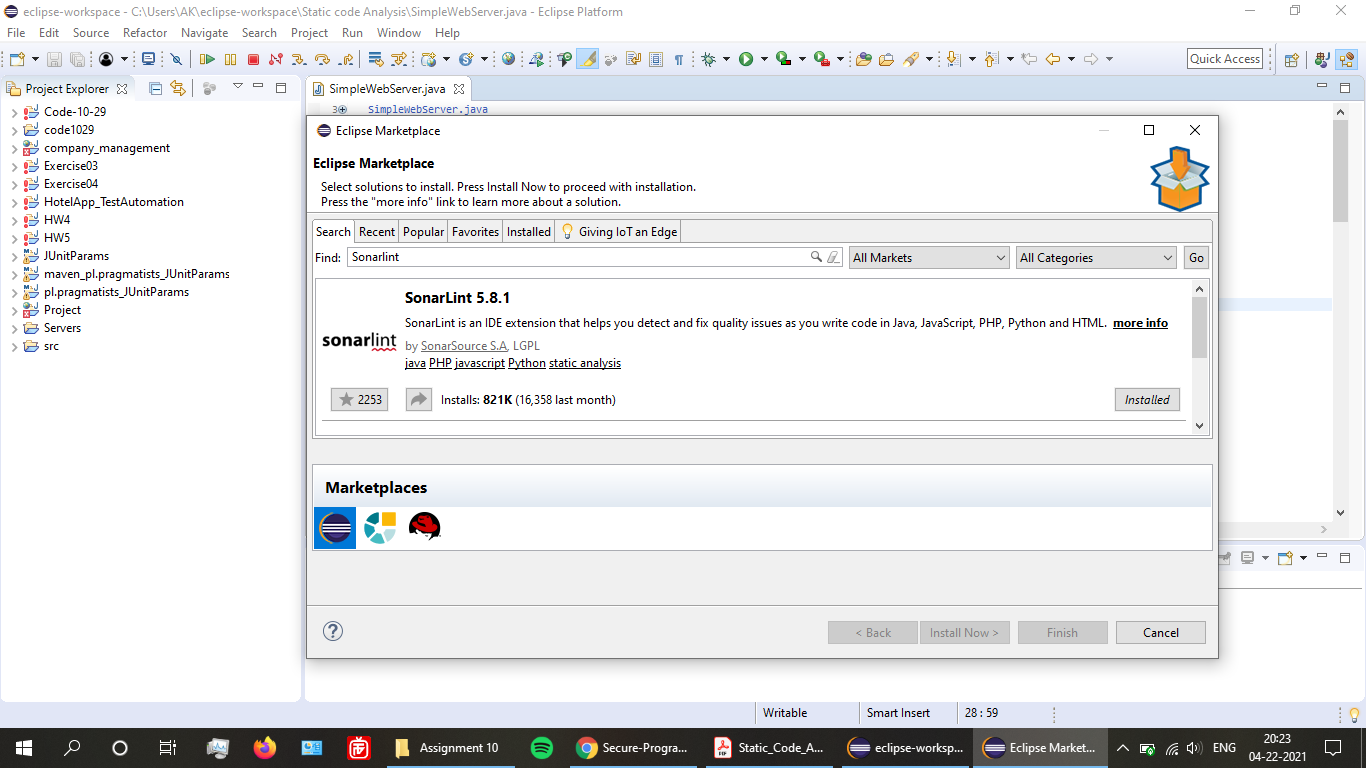 eclipse-workspace - C:\Users\AK\eclipse-workspace\Static code Analysis\SimpleWebServer.java - Eclipse Platform
File Edit Source Refactor Navigate Search Project Run Window Help
Quick Access
Project Explorer
SimpleWebServer.java
3 SimpleWebServer.java
Code-10-29
code1029
company_management
Exercise03
Exercise04
HotelApp_TestAutomation
HW4
HW5
JUnitParams
maven_pl.pragmatists_JUnitParams
pl.pragmatists_JUnitParams
Project
Servers
src
Eclipse Marketplace
Eclipse Marketplace
Select solutions to install. Press Install Now to proceed with installation.
Press the "more info" link to learn more about a solution.
Search Recent Popular Favorites Installed Giving IoT an Edge
Find: Sonarlint All Markets All Categories Go
SonarLint 5.8.1
SonarLint is an IDE extension that helps you detect and fix quality issues as you write code in Java, JavaScript, PHP, Python and HTML. more info
sonarlint
by SonarSource S.A, LGPL
java PHP javascript Python static analysis
2253 Installs: 821K (16,358 last month) Installed
Marketplaces
< Back Install Now > Finish Cancel
Writable Smart Insert 28 : 59
Assignment 10 Secure-Progra... Static_Code_A... eclipse-worksp... Eclipse Market... ENG 20:23
04-22-2021